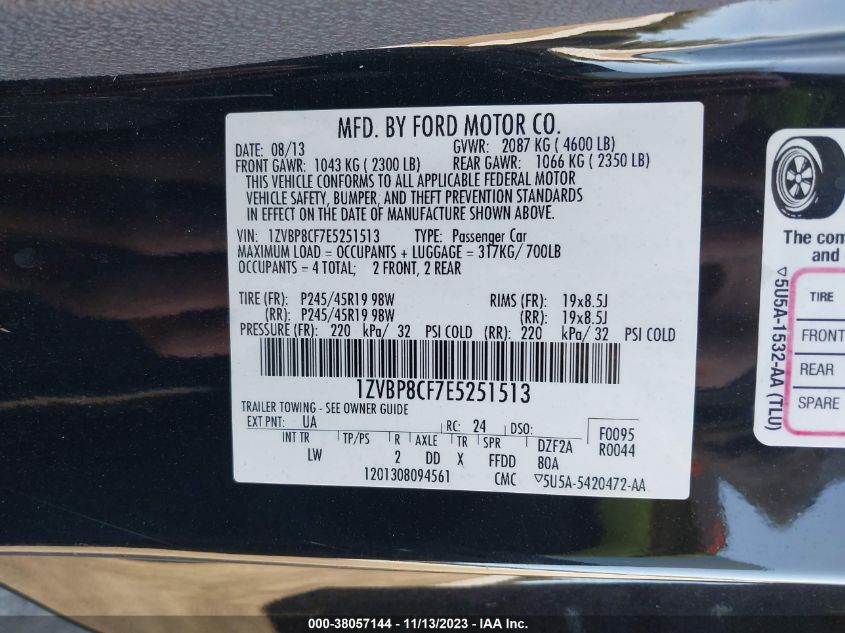 MFD. BY FORD MOTOR CO.
DATE: 08/13 GVWR: 2087 KG ( 4600 LB)
FRONT GAWR: 1043 KG ( 2300 LB) REAR GAWR: 1066 KG ( 2350 LB)
THIS VEHICLE CONFORMS TO ALL APPLICABLE FEDERAL MOTOR
VEHICLE SAFETY, BUMPER, AND THEFT PREVENTION STANDARDS
IN EFFECT ON THE DATE OF MANUFACTURE SHOWN ABOVE.
VIN: 1ZVBP8CF7E5251513 TYPE: Passenger Car
MAXIMUM LOAD = OCCUPANTS + LUGGAGE = 317KG/ 700LB
OCCUPANTS = 4 TOTAL; 2 FRONT, 2 REAR
TIRE (FR): P245/45R19 98W RIMS (FR): 19x8.5J
(RR): P245/45R19 98W (RR): 19x8.5J
PRESSURE (FR): 220 kPa/ 32 PSI COLD (RR): 220 kPa/ 32 PSI COLD
1ZVBP8CF7E5251513
TRAILER TOWING - SEE OWNER GUIDE
EXT PNT: UA RC: 24 DSO: F0095
INT TR TP/PS R AXLE TR SPR DZF2A R0044
LW 2 DD X FFDD 80A
1201308094561 CMC ▽5U5A-5420472-AA
The com
and
▽5U5A-1532-AA (TLU)
TIRE
FRONT
REAR
SPARE
000-38057144 - 11/13/2023 - IAA Inc.